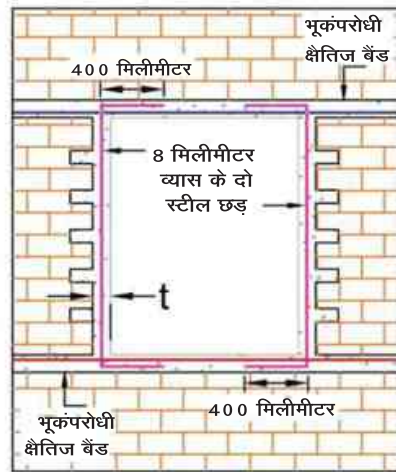 भूकंपरोधी
क्षैतिज बैंड
400 मिलीमीटर
8 मिलीमीटर
व्यास के दो
स्टील छड़
t
400 मिलीमीटर
भूकंपरोधी
क्षैतिज बैंड